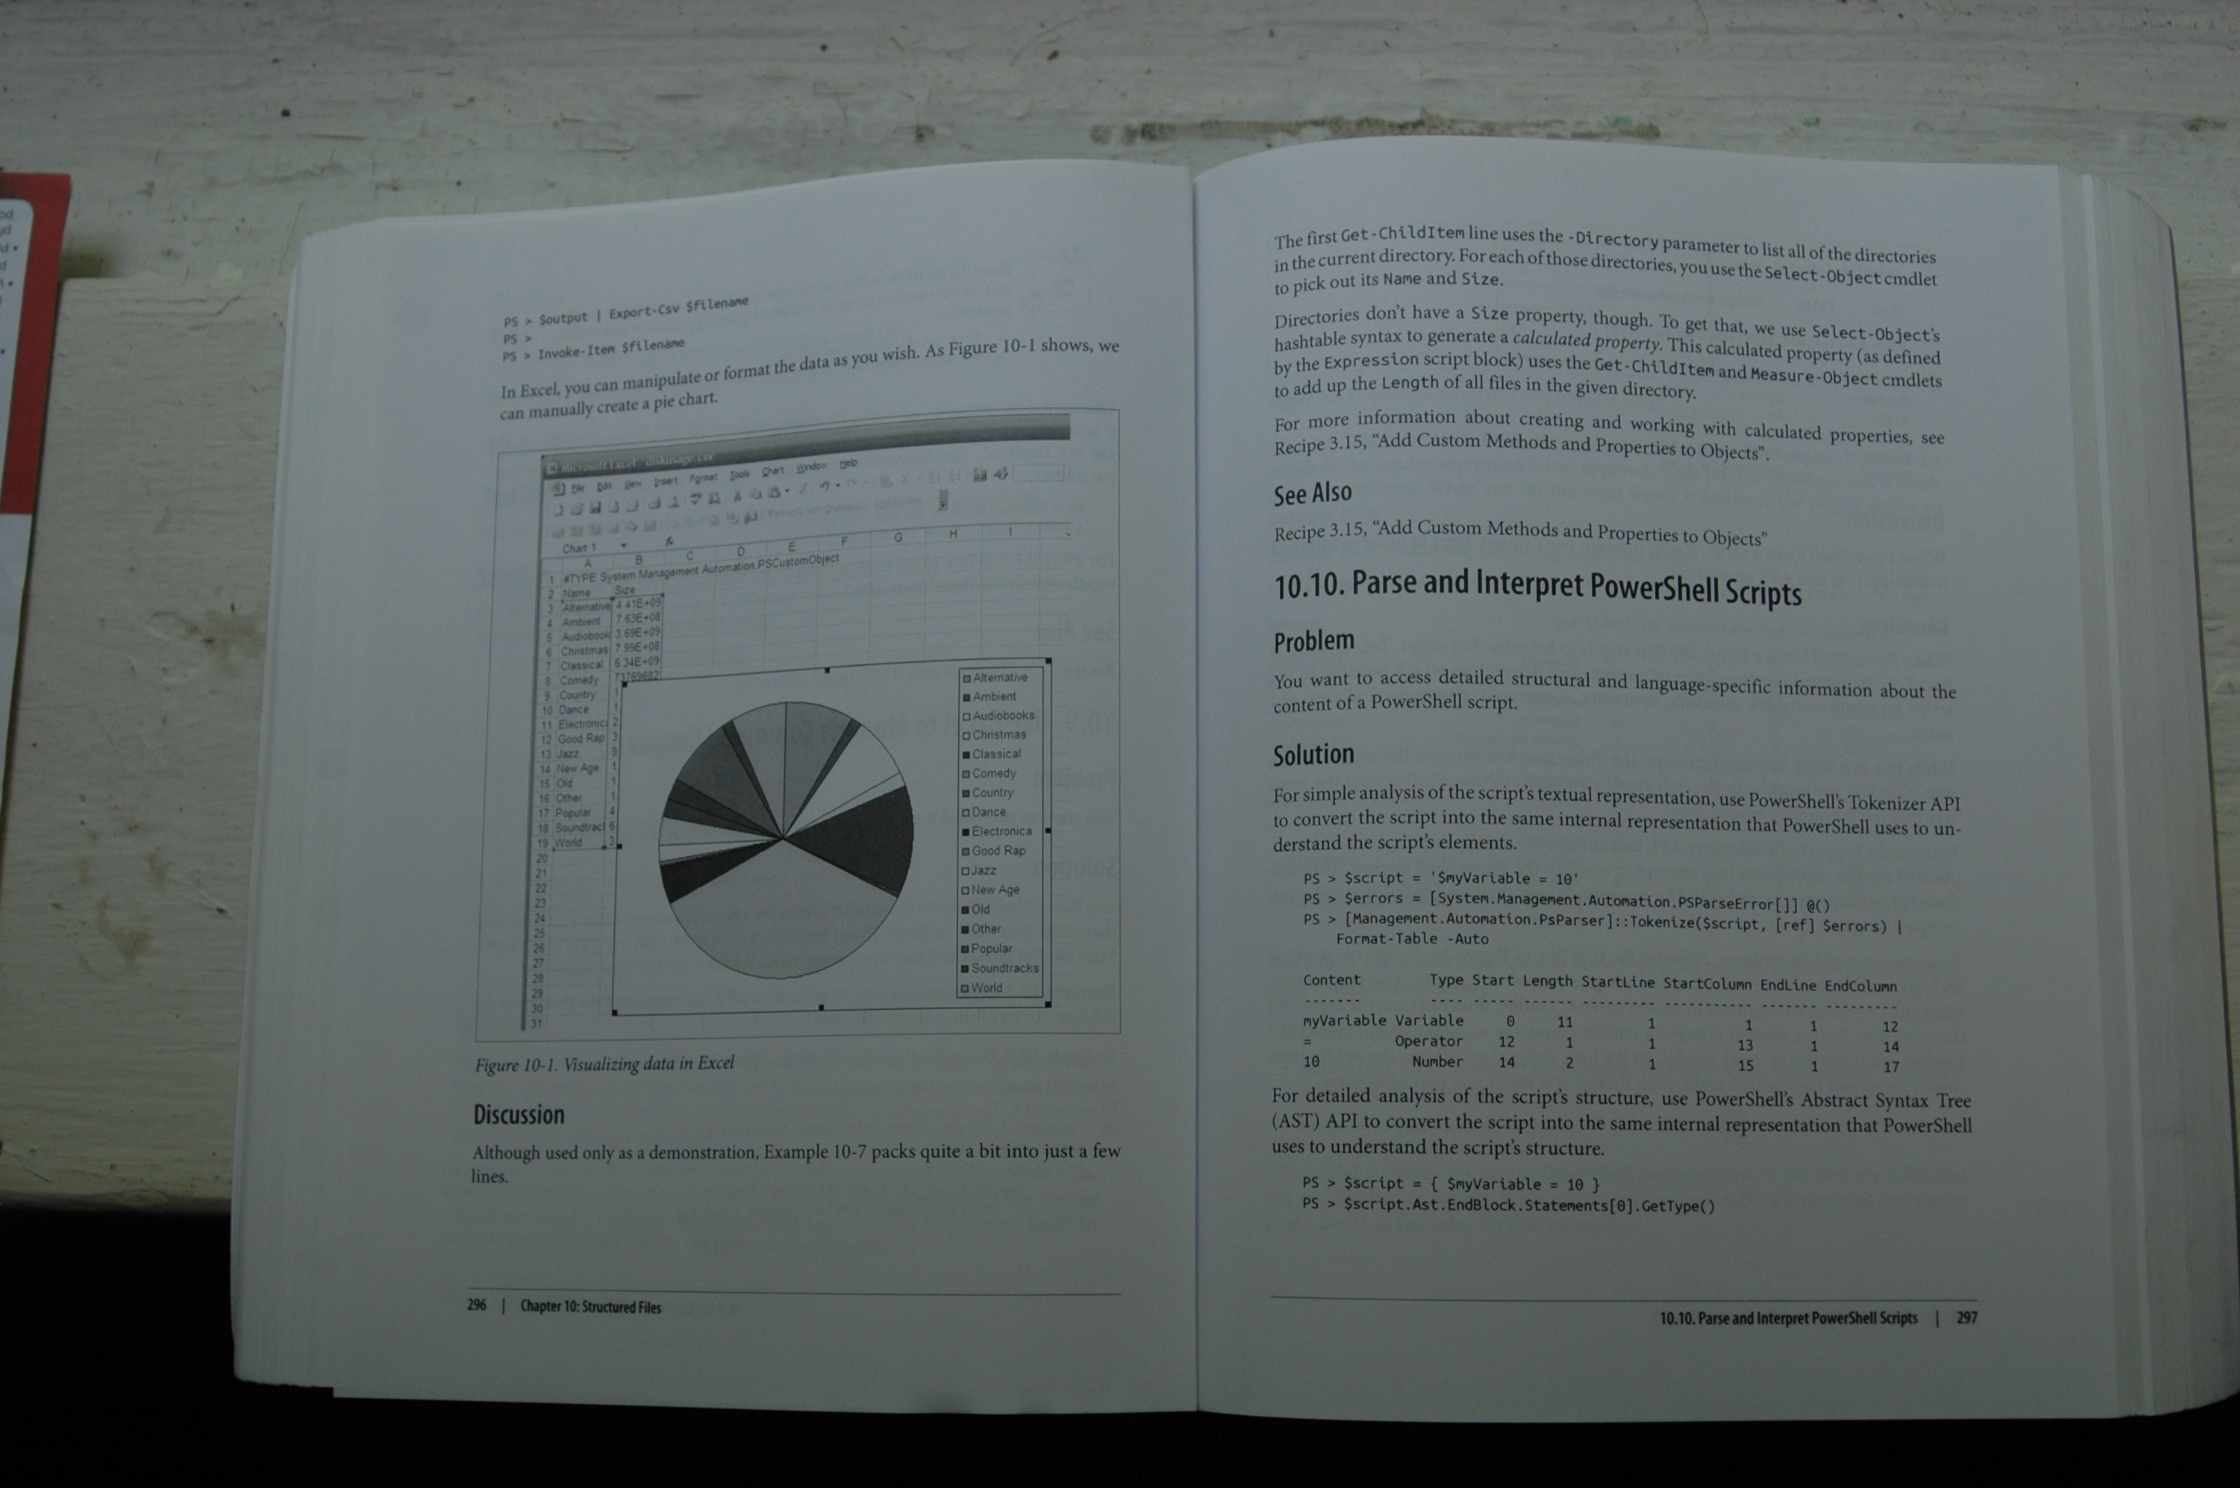 PS > $output | Export-Csv $filename
PS >
PS > Invoke-Item $filename
In Excel, you can manipulate or format the data as you wish. As Figure 10-1 shows, we
can manually create a pie chart.
Microsoft Excel - diskusage.csv
File Edit View Insert Format Tools Chart Window Help
Chart 1
A B C D E F G H I
1 #TYPE System.Management.Automation.PSCustomObject
2 Name Size
3 Alternative 4.41E+09
4 Ambient 7.63E+08
5 Audiobook 3.69E+09
6 Christmas 7.99E+08
7 Classical 6.34E+09
8 Comedy 73769682
9 Country 1
10 Dance 1
11 Electronic 2
12 Good Rap 3
13 Jazz 9
14 New Age 1
15 Old 1
16 Other 1
17 Popular 4
18 Soundtrac 6
19 World 3
20
21
22
23
24
25
26
27
28
29
30
31
Alternative
Ambient
Audiobooks
Christmas
Classical
Comedy
Country
Dance
Electronica
Good Rap
Jazz
New Age
Old
Other
Popular
Soundtracks
World
Figure 10-1. Visualizing data in Excel
Discussion
Although used only as a demonstration, Example 10-7 packs quite a bit into just a few
lines.
296 | Chapter 10: Structured Files
The first Get-ChildItem line uses the -Directory parameter to list all of the directories
in the current directory. For each of those directories, you use the Select-Object cmdlet
to pick out its Name and Size.
Directories don't have a Size property, though. To get that, we use Select-Object's
hashtable syntax to generate a calculated property. This calculated property (as defined
by the Expression script block) uses the Get-ChildItem and Measure-Object cmdlets
to add up the Length of all files in the given directory.
For more information about creating and working with calculated properties, see
Recipe 3.15, “Add Custom Methods and Properties to Objects”.
See Also
Recipe 3.15, “Add Custom Methods and Properties to Objects”
10.10. Parse and Interpret PowerShell Scripts
Problem
You want to access detailed structural and language-specific information about the
content of a PowerShell script.
Solution
For simple analysis of the script's textual representation, use PowerShell's Tokenizer API
to convert the script into the same internal representation that PowerShell uses to un-
derstand the script's elements.
PS > $script = '$myVariable = 10'
PS > $errors = [System.Management.Automation.PSParseError[]] @()
PS > [Management.Automation.PsParser]::Tokenize($script, [ref] $errors) |
Format-Table -Auto
Content Type Start Length StartLine StartColumn EndLine EndColumn
------- ---- ----- ------ --------- ----------- ------- ---------
myVariable Variable 0 11 1 1 1 12
= Operator 12 1 1 13 1 14
10 Number 14 2 1 15 1 17
For detailed analysis of the script's structure, use PowerShell's Abstract Syntax Tree
(AST) API to convert the script into the same internal representation that PowerShell
uses to understand the script's structure.
PS > $script = { $myVariable = 10 }
PS > $script.Ast.EndBlock.Statements[0].GetType()
10.10. Parse and Interpret PowerShell Scripts | 297